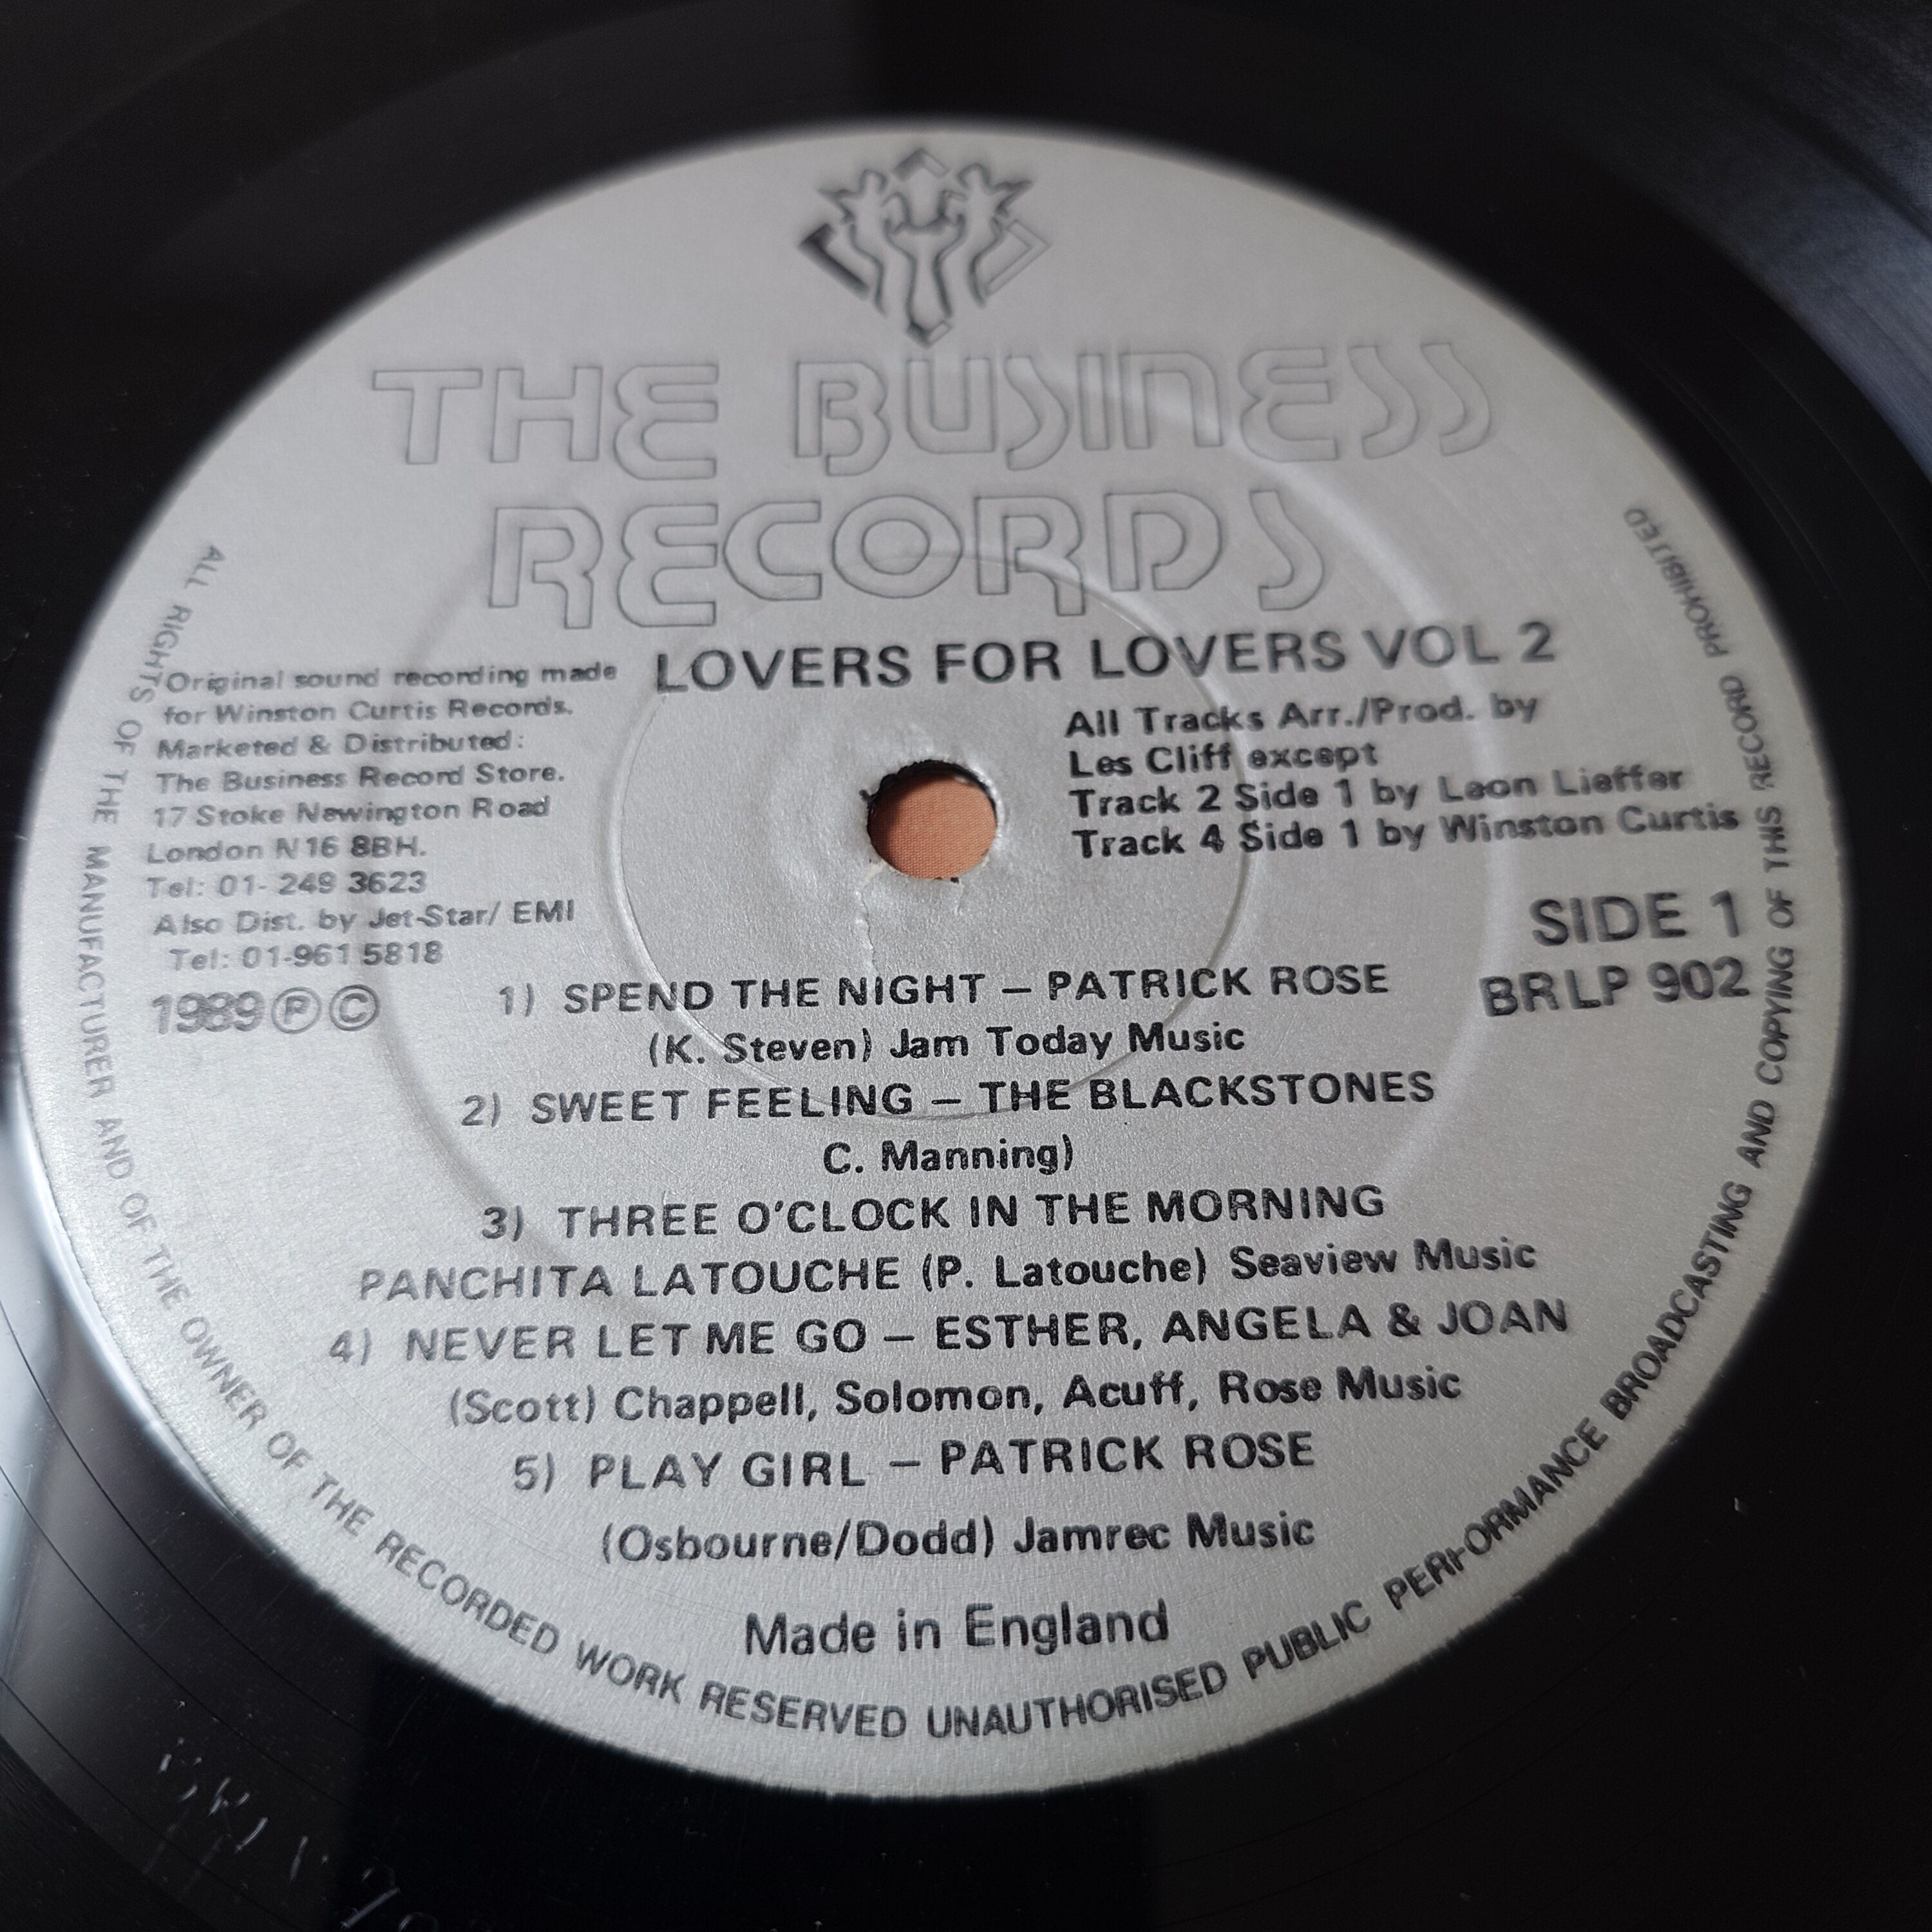 THE BUSINESS
RECORDS
LOVERS FOR LOVERS VOL 2
Original sound recording made
for Winston Curtis Records.
Marketed & Distributed:
The Business Record Store.
17 Stoke Newington Road
London N16 8BH.
Tel: 01- 249 3623
Also Dist. by Jet-Star/ EMI
Tel: 01-961 5818
1989 Ⓟ Ⓒ
All Tracks Arr./Prod. by
Les Cliff except
Track 2 Side 1 by Leon Lieffer
Track 4 Side 1 by Winston Curtis
SIDE 1
BRLP 902
1) SPEND THE NIGHT – PATRICK ROSE
(K. Steven) Jam Today Music
2) SWEET FEELING – THE BLACKSTONES
C. Manning)
3) THREE O'CLOCK IN THE MORNING
PANCHITA LATOUCHE (P. Latouche) Seaview Music
4) NEVER LET ME GO – ESTHER, ANGELA & JOAN
(Scott) Chappell, Solomon, Acuff, Rose Music
5) PLAY GIRL – PATRICK ROSE
(Osbourne/Dodd) Jamrec Music
Made in England
ALL RIGHTS OF THE MANUFACTURER AND OF THE OWNER OF THE RECORDED WORK RESERVED UNAUTHORISED PUBLIC PERFORMANCE BROADCASTING AND COPYING OF THIS RECORD PROHIBITED